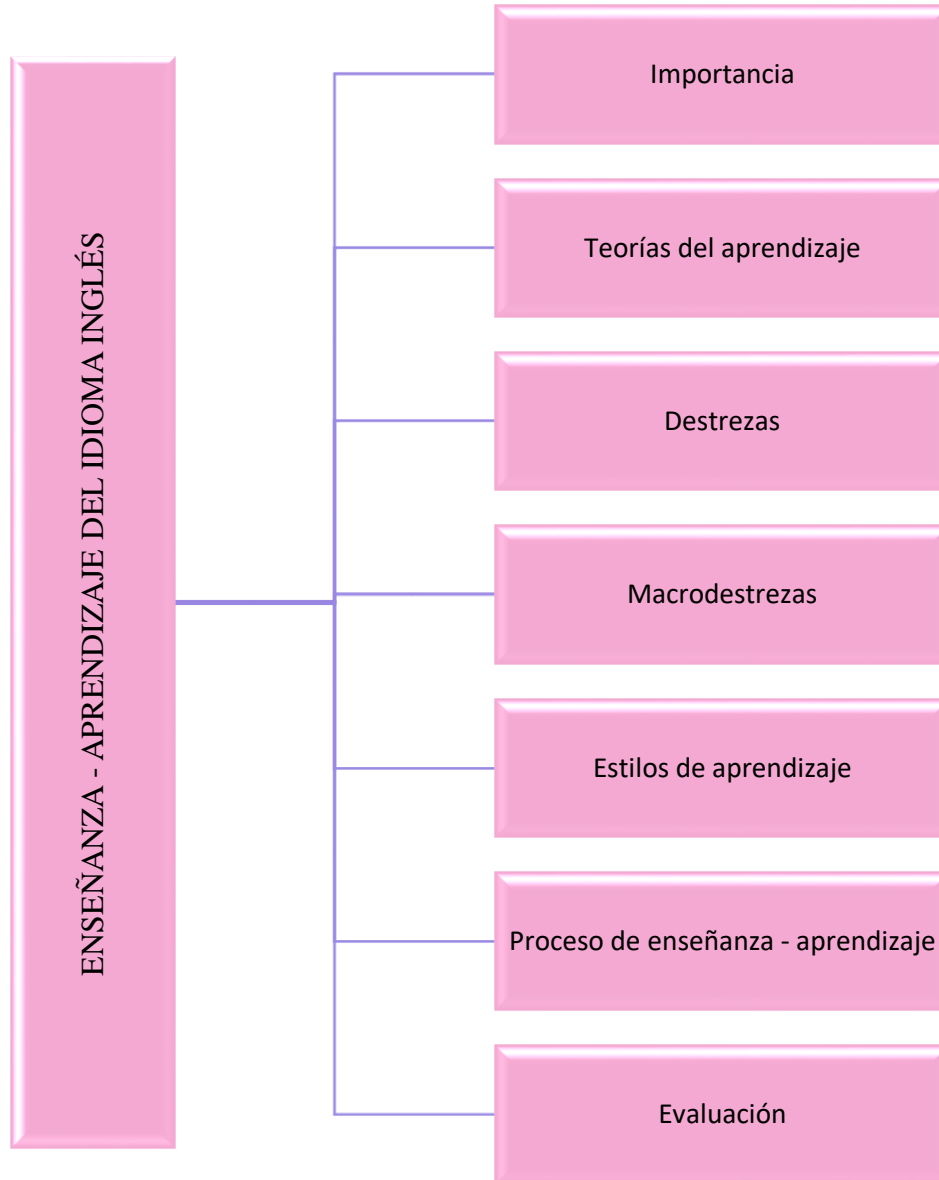 ENSEÑANZA - APRENDIZAJE DEL IDIOMA INGLÉS
Importancia
Teorías del aprendizaje
Destrezas
Macrodestrezas
Estilos de aprendizaje
Proceso de enseñanza - aprendizaje
Evaluación